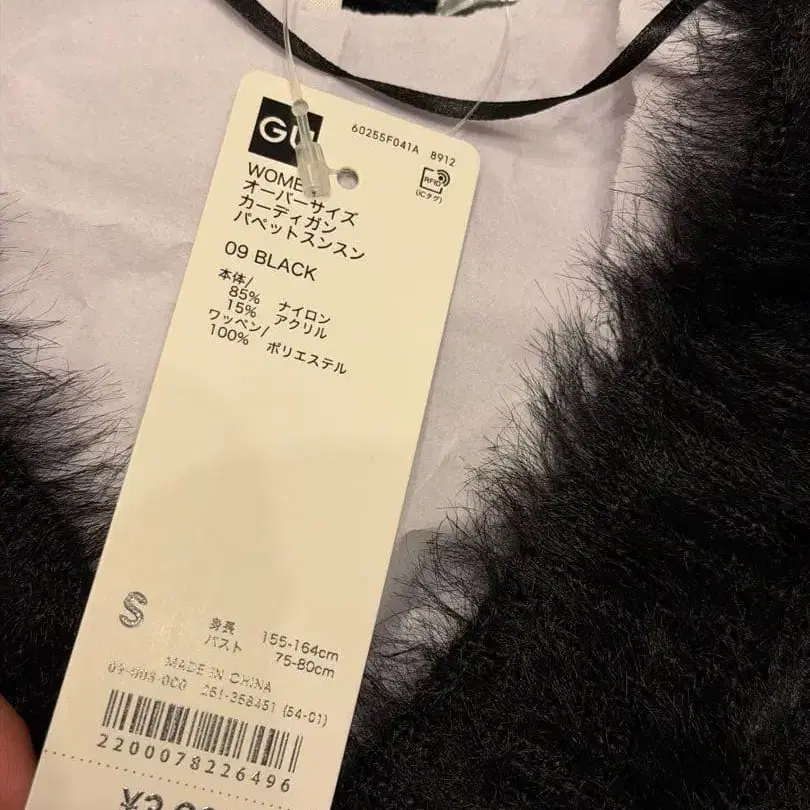 GU
60255F041A 8912
RFID
(ICタグ)
オーバーサイズ
カーディガン
パペットスンスン
09 BLACK
本体/
85% ナイロン
15% アクリル
ワッペン/
100% ポリエステル
S
身長 155-164cm
バスト 75-80cm
MADE IN CHINA
251-358451 (54-01)
2200078226496